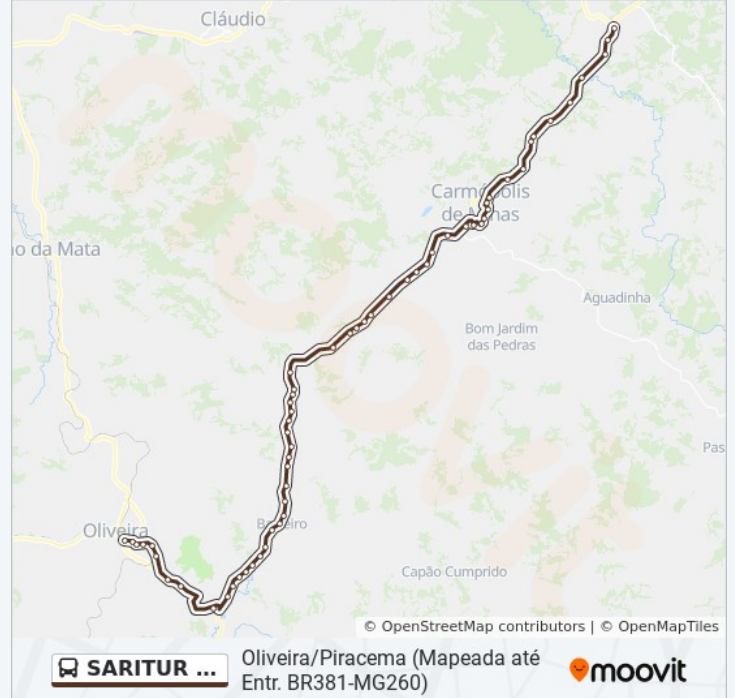 Cláudio
Carmópolis
de Minas
o da Mata
Aguadinha
Bom Jardim
das Pedras
Pas
Oliveira
Capão Cumprido
© OpenStreetMap contributors | © OpenMapTiles
SARITUR ...
Oliveira/Piracema (Mapeada até
Entr. BR381-MG260)
moovit